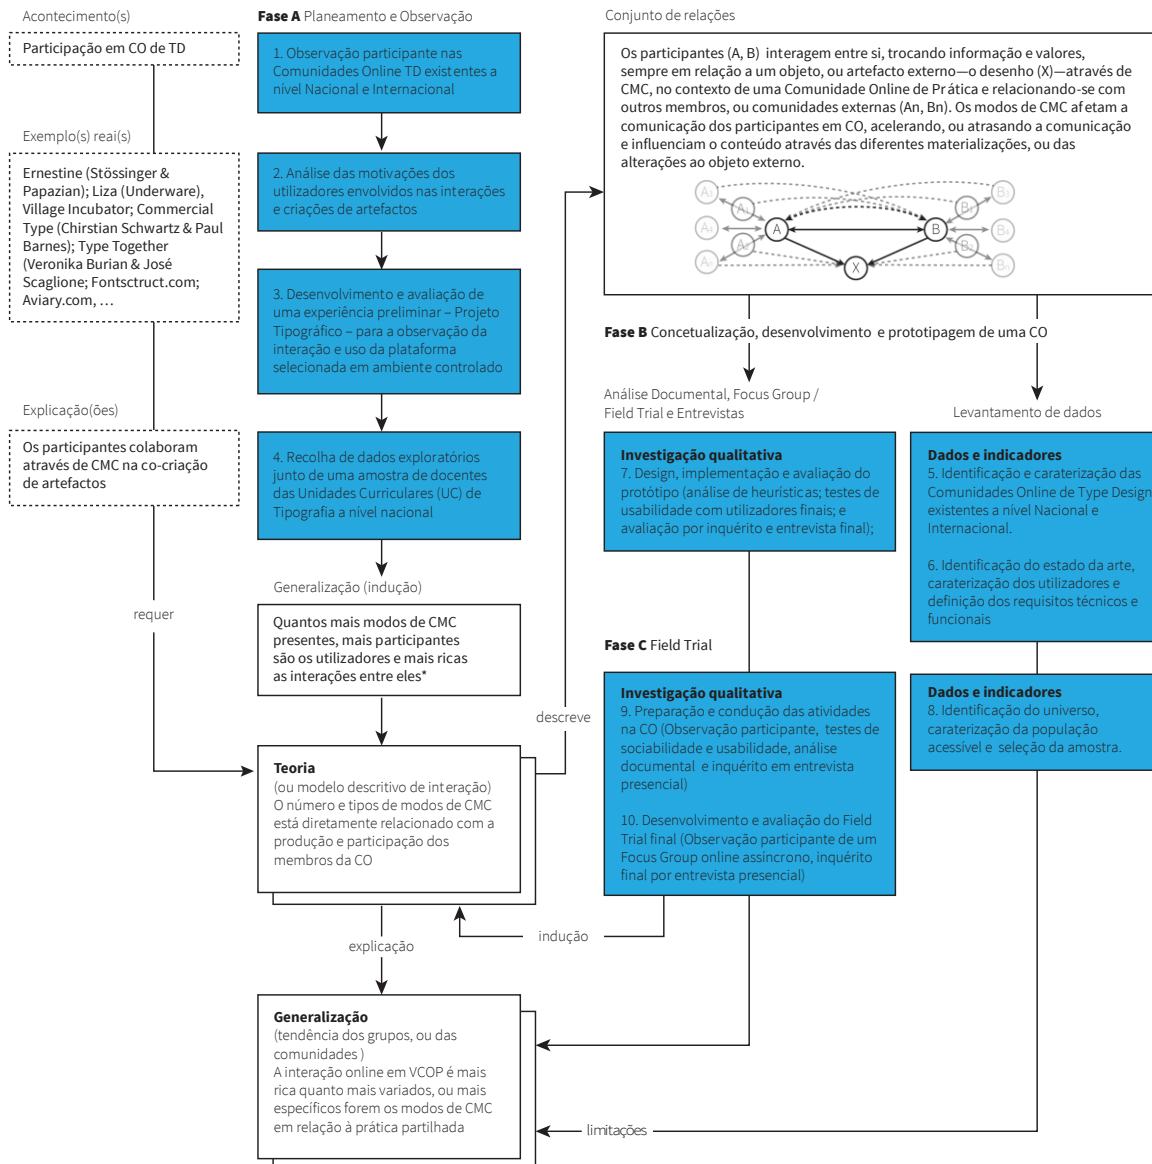 Acontecimento(s)
Participação em CO de TD
Exemplo(s) reai(s)
Ernestine (Stössinger &
Papazian); Liza (Underware),
Village Incubator; Commercial
Type (Chirstian Schwartz & Paul
Barnes); Type Together
(Veronika Burian & José
Scaglione; Fontsctruct.com;
Aviary.com, …
Explicação(ões)
Os participantes colaboram
através de CMC na co-criação
de artefactos
requer
Fase A Planeamento e Observação
1. Observação participante nas
Comunidades Online TD existentes a
nível Nacional e Internacional
2. Análise das motivações dos
utilizadores envolvidos nas interações
e criações de artefactos
3. Desenvolvimento e avaliação de
uma experiência preliminar – Projeto
Tipográfico – para a observação da
interação e uso da plataforma
selecionada em ambiente controlado
4. Recolha de dados exploratórios
junto de uma amostra de docentes
das Unidades Curriculares (UC) de
Tipografia a nível nacional
Generalização (indução)
Quantos mais modos de CMC
presentes, mais participantes
são os utilizadores e mais ricas
as interações entre eles*
Teoria
(ou modelo descritivo de interação)
O número e tipos de modos de CMC
está diretamente relacionado com a
produção e participação dos
membros da CO
explicação
Generalização
(tendência dos grupos, ou das
comunidades )
A interação online em VCOP é mais
rica quanto mais variados, ou mais
específicos forem os modos de CMC
em relação à prática partilhada
descreve
indução
limitações
Conjunto de relações
Os participantes (A, B) interagem entre si, trocando informação e valores,
sempre em relação a um objeto, ou artefacto externo—o desenho (X)—através de
CMC, no contexto de uma Comunidade Online de Prática e relacionando-se com
outros membros, ou comunidades externas (An, Bn). Os modos de CMC afetam a
comunicação dos participantes em CO, acelerando, ou atrasando a comunicação
e influenciam o conteúdo através das diferentes materializações, ou das
alterações ao objeto externo.
A3 B3
A1 B1
A4 A B B4
A2 B2
An X Bn
Fase B Concetualização, desenvolvimento e prototipagem de uma CO
Análise Documental, Focus Group /
Field Trial e Entrevistas
Investigação qualitativa
7. Design, implementação e avaliação do
protótipo (análise de heurísticas; testes de
usabilidade com utilizadores finais; e
avaliação por inquérito e entrevista final);
Levantamento de dados
Dados e indicadores
5. Identificação e caraterização das
Comunidades Online de Type Design
existentes a nível Nacional e
Internacional.
6. Identificação do estado da arte,
caraterização dos utilizadores e
definição dos requisitos técnicos e
funcionais
Fase C Field Trial
Investigação qualitativa
9. Preparação e condução das atividades
na CO (Observação participante, testes de
sociabilidade e usabilidade, análise
documental e inquérito em entrevista
presencial)
10. Desenvolvimento e avaliação do Field
Trial final (Observação participante de um
Focus Group online assíncrono, inquérito
final por entrevista presencial)
Dados e indicadores
8. Identificação do universo,
caraterização da população
acessível e seleção da amostra.